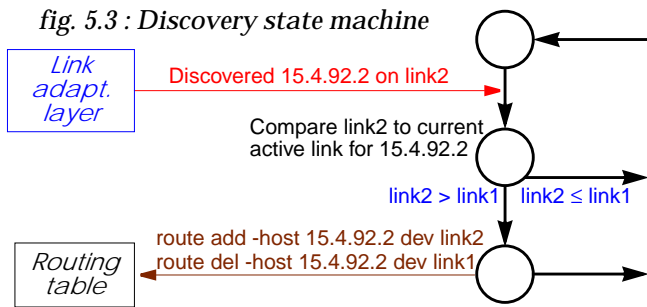 fig. 5.3 : Discovery state machine
Link
adapt.
layer
Discovered 15.4.92.2 on link2
Compare link2 to current
active link for 15.4.92.2
link2 > link1
link2 ≤ link1
route add -host 15.4.92.2 dev link2
route del -host 15.4.92.2 dev link1
Routing
table